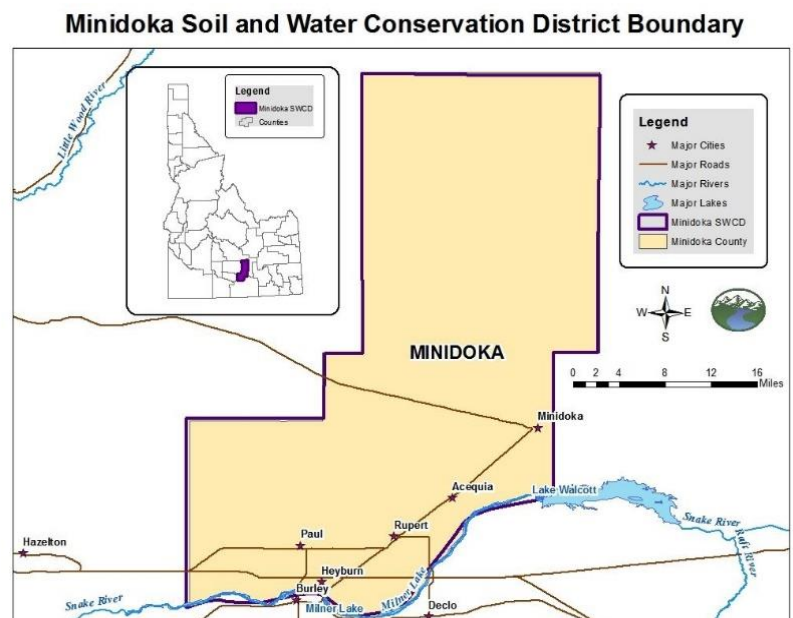 Minidoka Soil and Water Conservation District Boundary
Little Wood River
Legend
Minidoka SWCD
Counties
Legend
Major Cities
Major Roads
Major Rivers
Major Lakes
Minidoka SWCD
Minidoka County
N
W E
S
0 2 4 8 12 16
Miles
MINIDOKA
Minidoka
Acequia
Lake Walcott
Snake River
Raft River
Rupert
Paul
Hazelton
Heyburn
Burley
Milner Lake
Milner Lake
Declo
Snake River